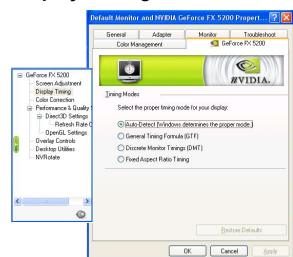 Default Monitor and NVIDIA GeForce FX 5200 Propert...
General
Adapter
Monitor
Troubleshoot
Color Management
GeForce FX 5200
NVIDIA.
Timing Modes
Select the proper timing mode for your display:
Auto-Detect (Windows determines the proper mode.)
General Timing Formula (GTF)
Discrete Monitor Timings (DMT)
Fixed Aspect Ratio Timing
Restore Defaults
OK
Cancel
Apply
GeForce FX 5200
Screen Adjustment
Display Timing
Color Correction
Performance & Quality S
Direct3D Settings
Refresh Rate O
OpenGL Settings
Overlay Controls
Desktop Utilities
NVRotate